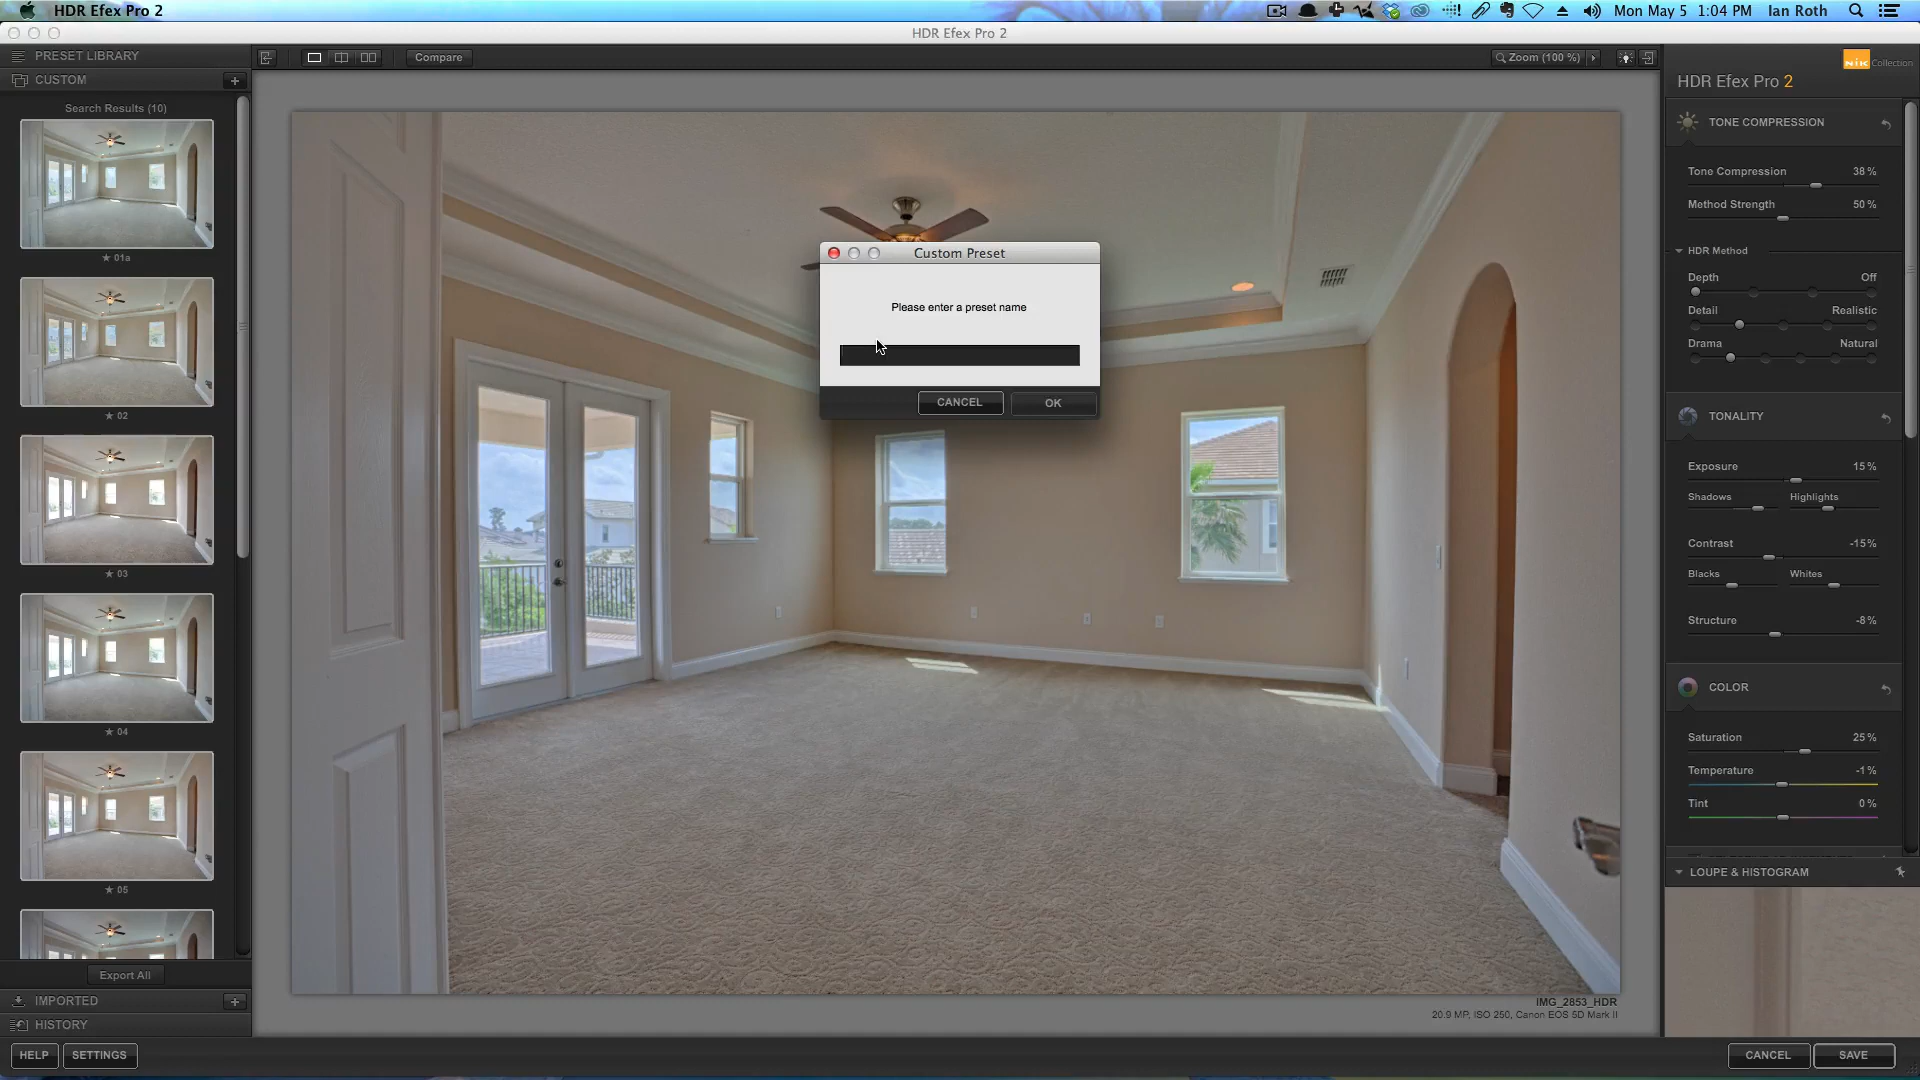 HDR Efex Pro 2
Mon May 5 1:04 PM Ian Roth
HDR Efex Pro 2
PRESET LIBRARY
Compare
Zoom (100 %)
Nik Collection
CUSTOM
HDR Efex Pro 2
Search Results (10)
★ 01a
★ 02
★ 03
★ 04
★ 05
Export All
IMPORTED
HISTORY
HELP
SETTINGS
Custom Preset
Please enter a preset name
CANCEL
OK
IMG_2853_HDR
20.9 MP, ISO 250, Canon EOS 5D Mark II
TONE COMPRESSION
Tone Compression 38 %
Method Strength 50 %
HDR Method
Depth Off
Detail Realistic
Drama Natural
TONALITY
Exposure 15 %
Shadows Highlights
Contrast -15%
Blacks Whites
Structure -8%
COLOR
Saturation 25 %
Temperature -1 %
Tint 0 %
LOUPE & HISTOGRAM
CANCEL
SAVE